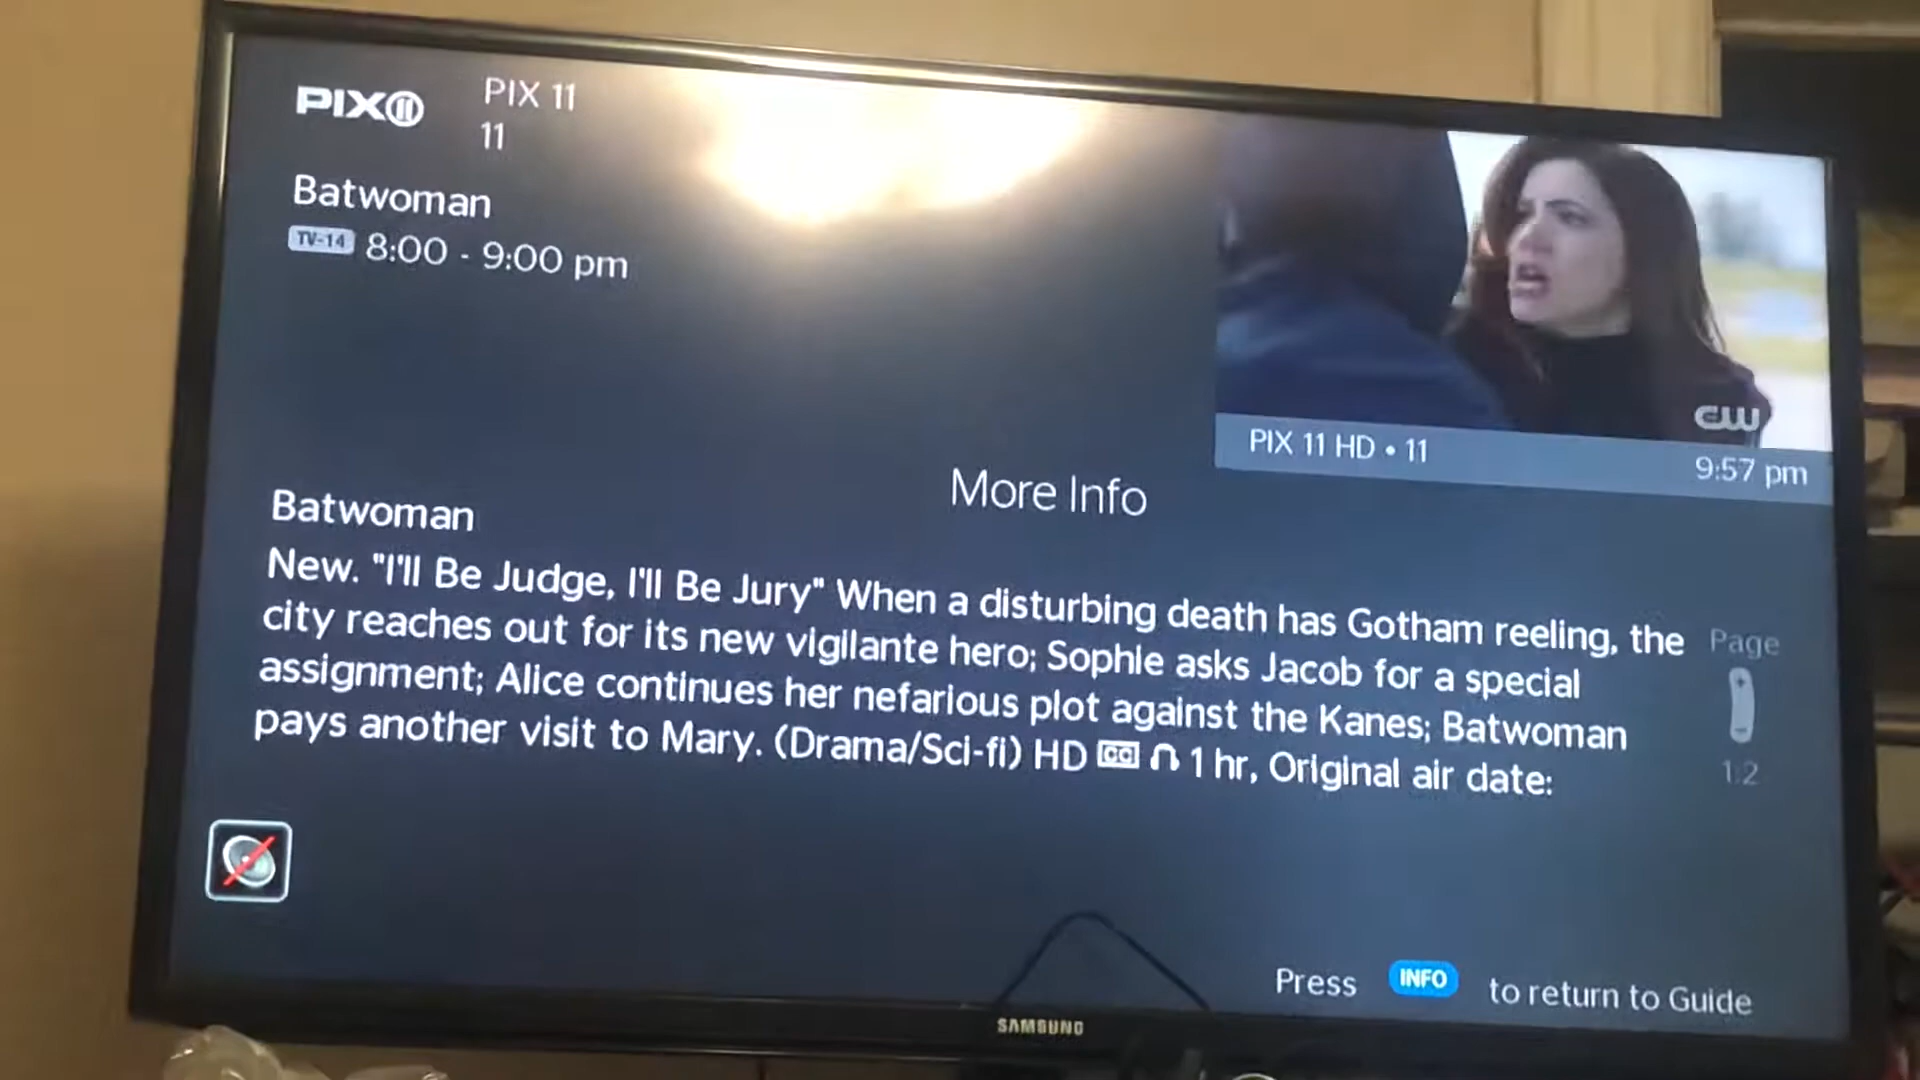 PIX11
PIX 11
11
Batwoman
TV-14 8:00 - 9:00 pm
CW
PIX 11 HD • 11
9:57 pm
More Info
Batwoman
New. "I'll Be Judge, I'll Be Jury" When a disturbing death has Gotham reeling, the
city reaches out for its new vigilante hero; Sophie asks Jacob for a special
assignment; Alice continues her nefarious plot against the Kanes; Batwoman
pays another visit to Mary. (Drama/Sci-fi) HD CC 1 hr, Original air date:
Page
+
-
1:2
Press INFO to return to Guide
SAMSUNG